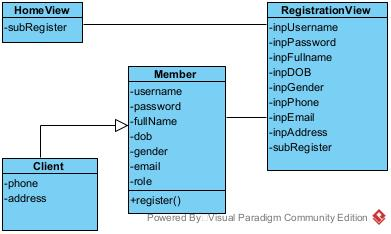 HomeView
-subRegister
RegistrationView
-inpUsername
-inpPassword
-inpFullname
-inpDOB
-inpGender
-inpPhone
-inpEmail
-inpAddress
-subRegister
Member
-username
-password
-fullName
-dob
-gender
-email
-role
+register()
Client
-phone
-address
Powered By Visual Paradigm Community Edition